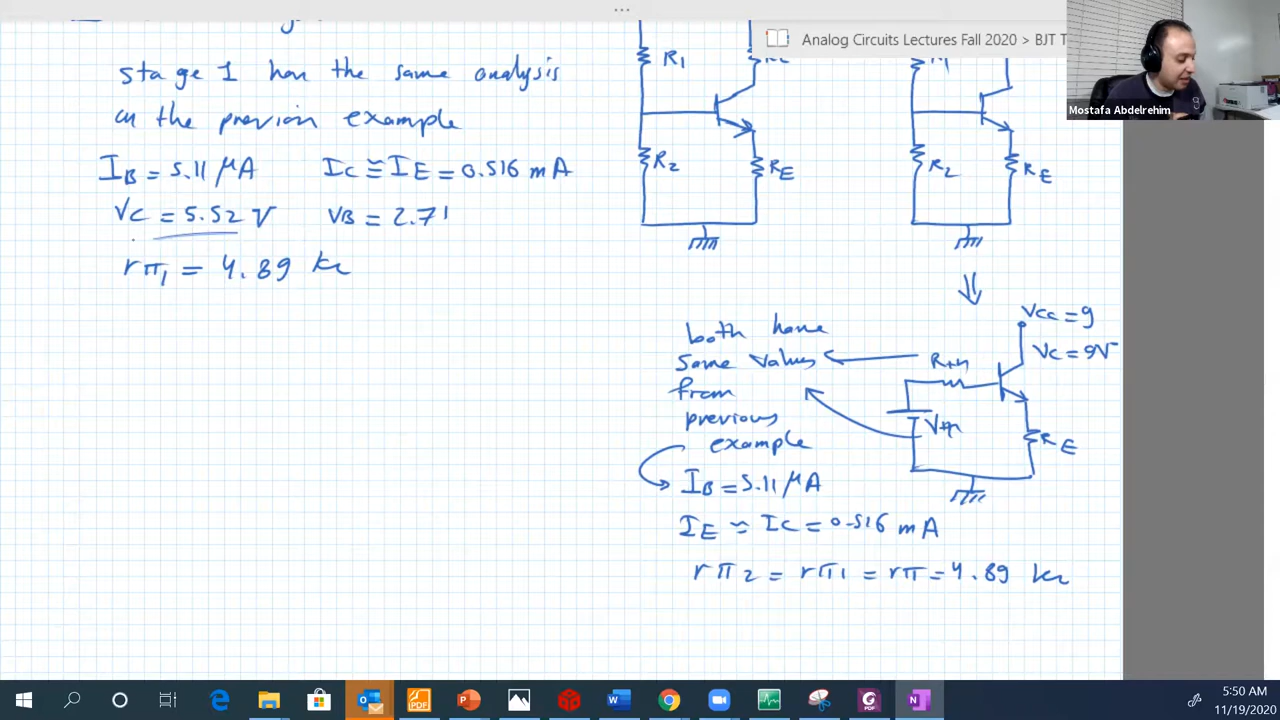 Analog Circuits Lectures Fall 2020 > BJT T
Mostafa Abdelrehim
stage 1 has the same analysis
as the previous example
IB = 5.11 μA IC ≅ IE = 0.516 mA
VC = 5.52 V VB = 2.71
rπ1 = 4.89 kΩ
R1
R2
RE
R1
R2
RE
⇓
VCC = 9
VC = 9V
Rth
Vth
RE
both have
same values
from
previous
example
IB = 5.11 μA
IE ≈ IC = 0.516 mA
rπ2 = rπ1 = rπ = 4.89 kΩ
5:50 AM
11/19/2020